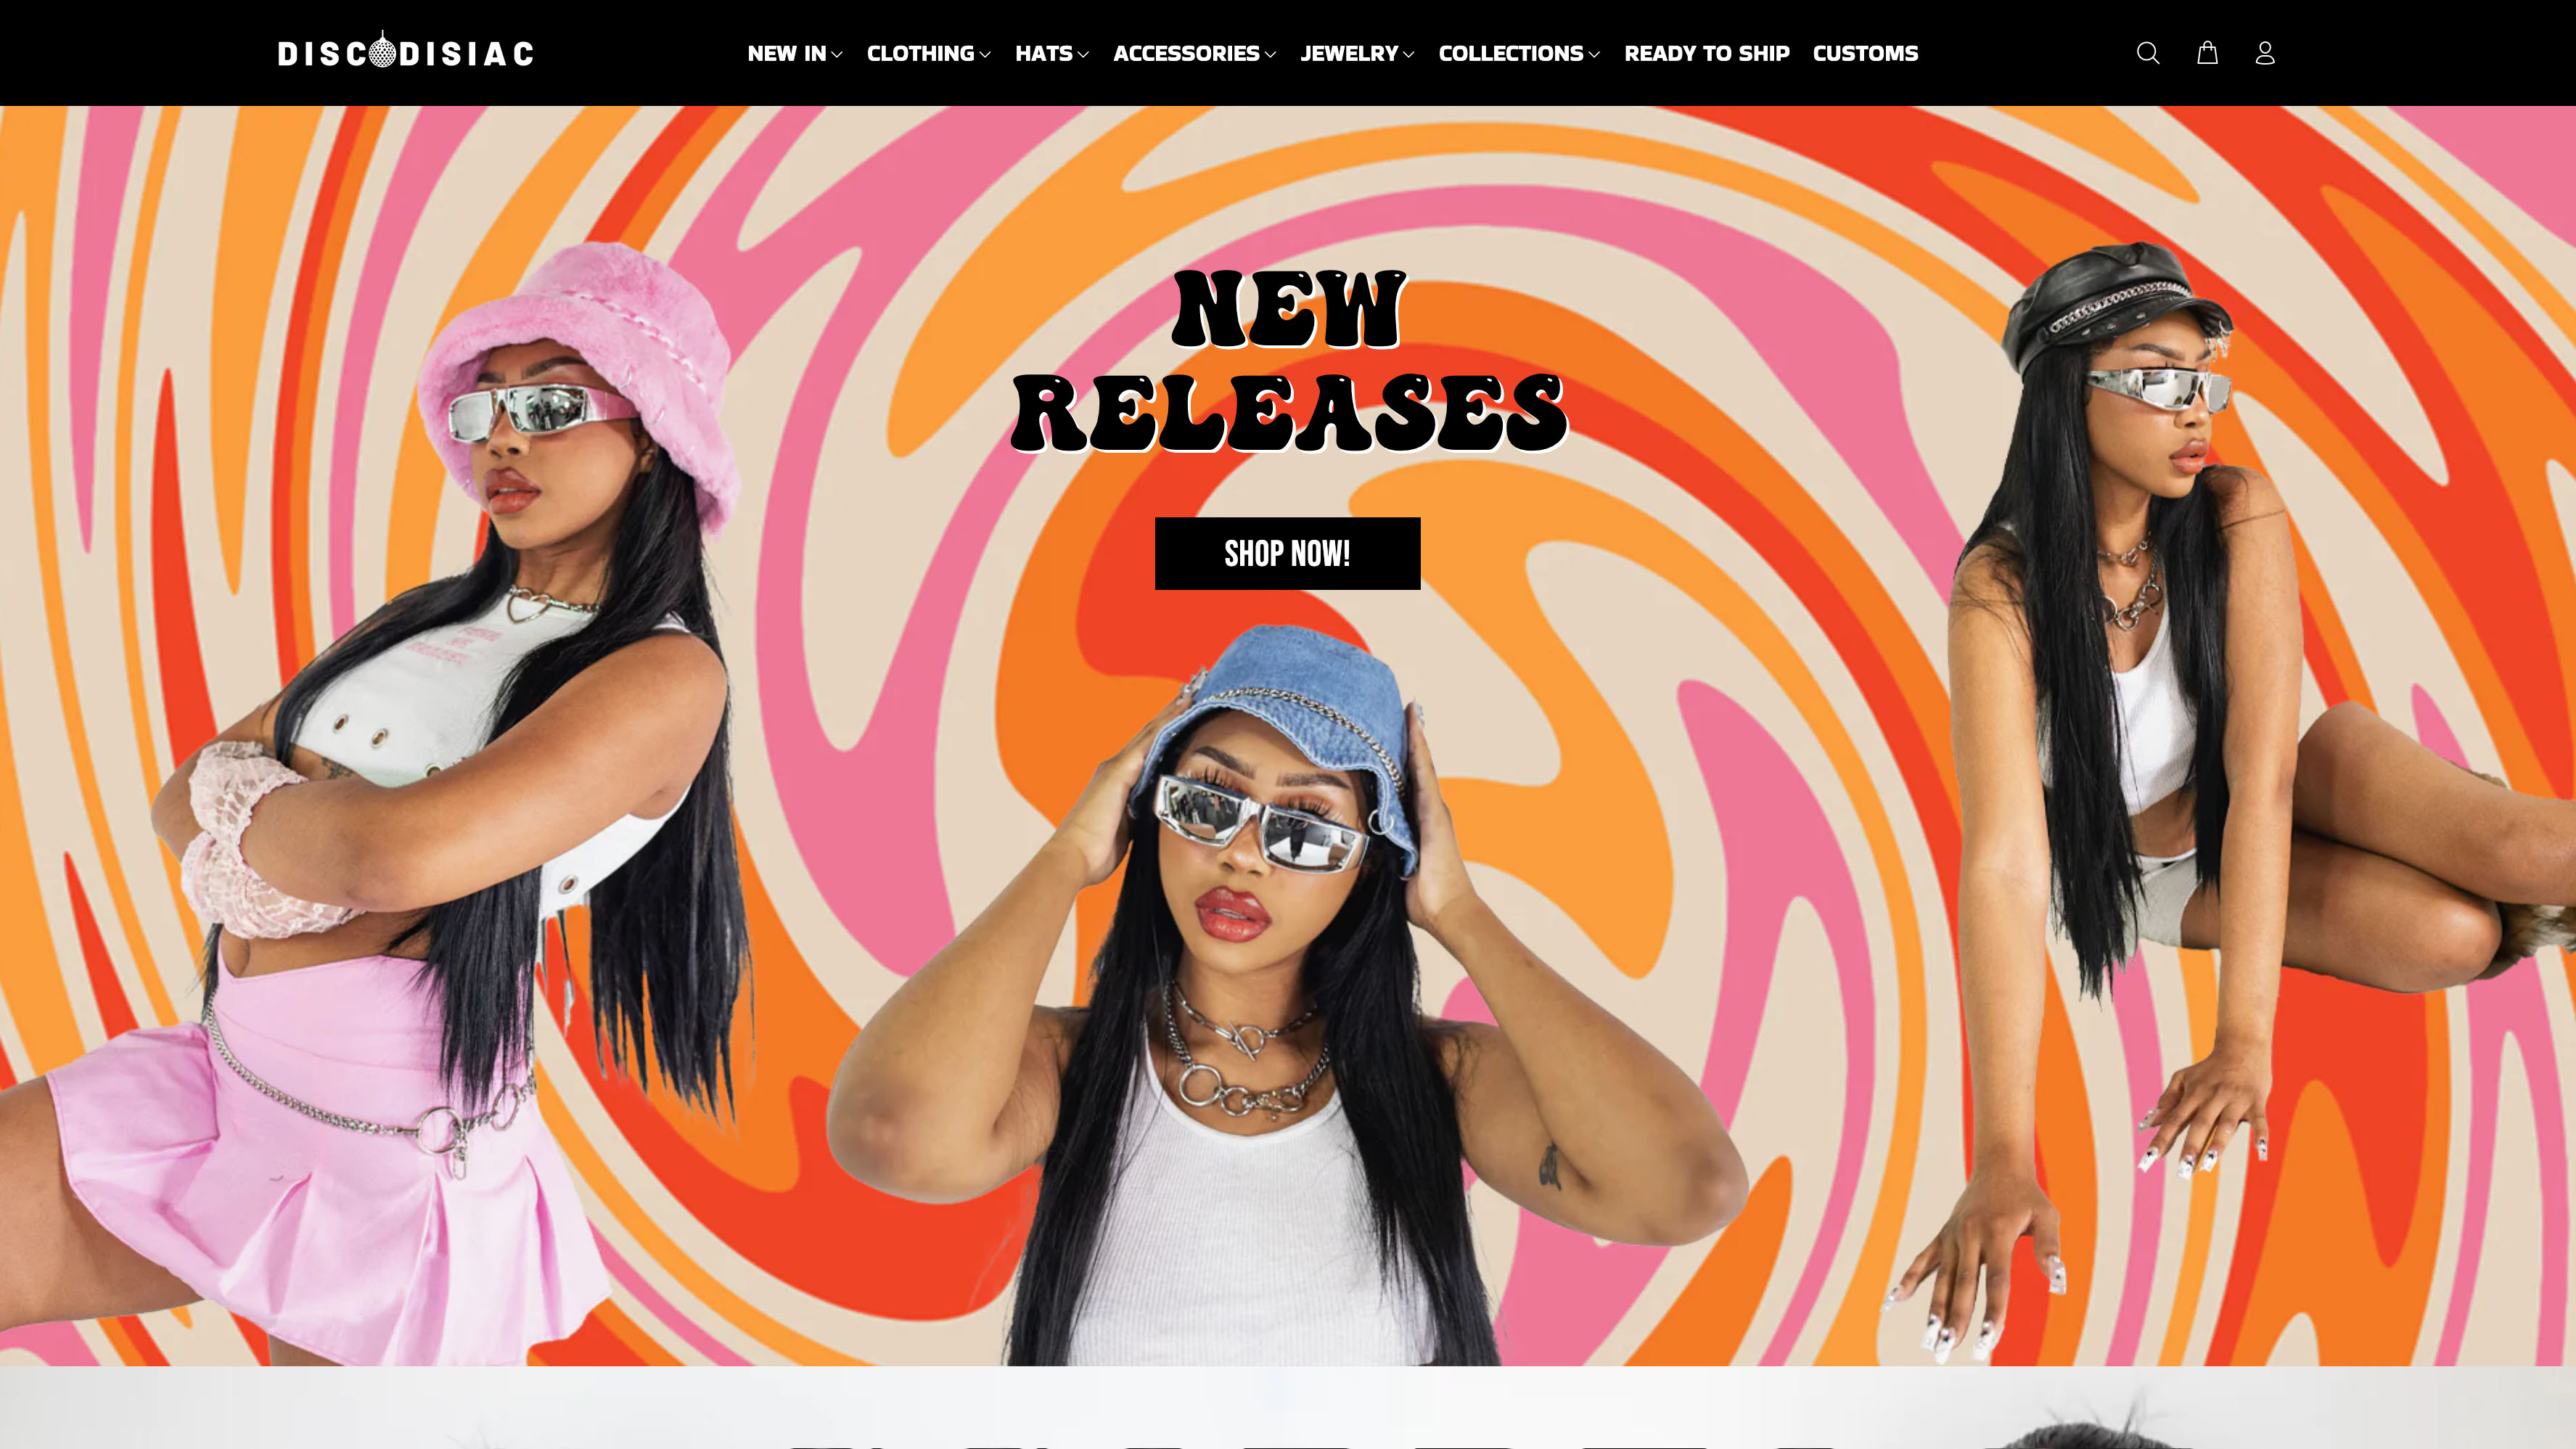 DISCODISIAC
NEW IN
CLOTHING
HATS
ACCESSORIES
JEWELRY
COLLECTIONS
READY TO SHIP
CUSTOMS
NEW
RELEASES
SHOP NOW!